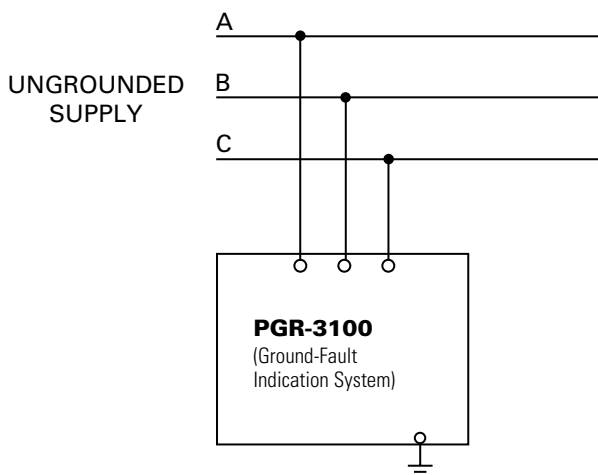 A
UNGROUNDED
SUPPLY
B
C
PGR-3100
(Ground-Fault
Indication System)